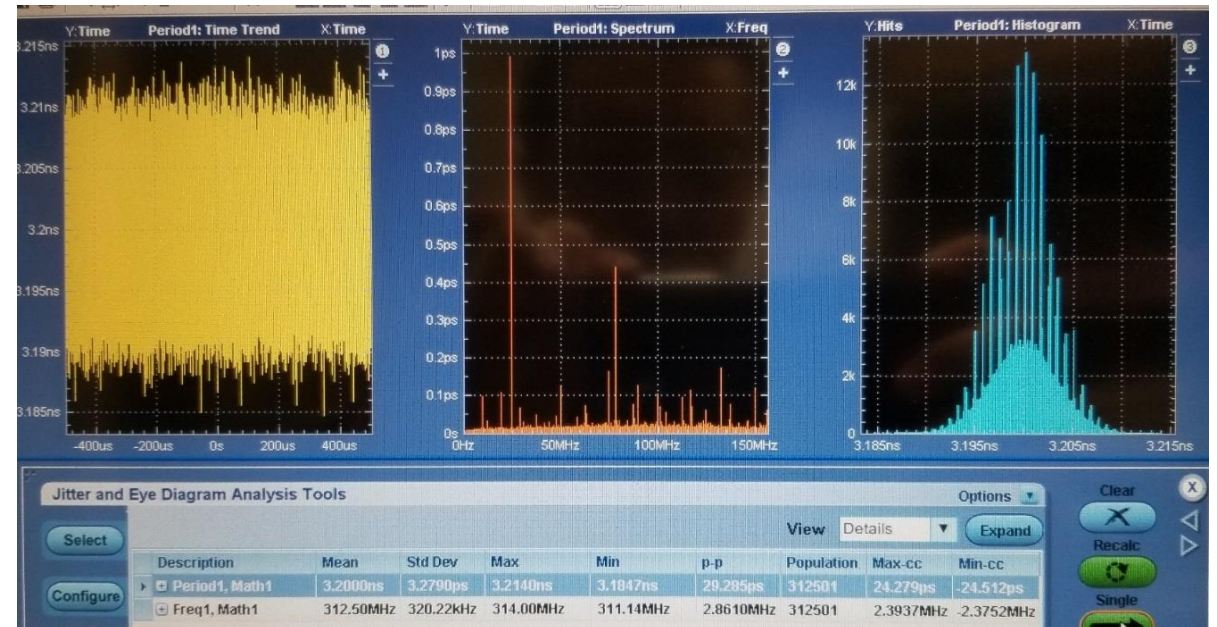 Y:Time Period1: Time Trend X:Time
3.215ns
3.21ns
3.205ns
3.2ns
3.195ns
3.19ns
3.185ns
-400us -200us 0s 200us 400us
1
+
Y:Time Period1: Spectrum X:Freq
1ps
0.9ps
0.8ps
0.7ps
0.6ps
0.5ps
0.4ps
0.3ps
0.2ps
0.1ps
0s
0Hz 50MHz 100MHz 150MHz
2
+
Y:Hits Period1: Histogram X:Time
12k
10k
8k
6k
4k
2k
0
3.185ns 3.195ns 3.205ns 3.215ns
3
+
Jitter and Eye Diagram Analysis Tools
Options
Clear
X
Select
View Details Expand
Recalc
Configure
Single
Description Mean Std Dev Max Min p-p Population Max-cc Min-cc
Period1, Math1 3.2000ns 3.2790ps 3.2140ns 3.1847ns 29.285ps 312501 24.279ps -24.512ps
Freq1, Math1 312.50MHz 320.22kHz 314.00MHz 311.14MHz 2.8610MHz 312501 2.3937MHz -2.3752MHz